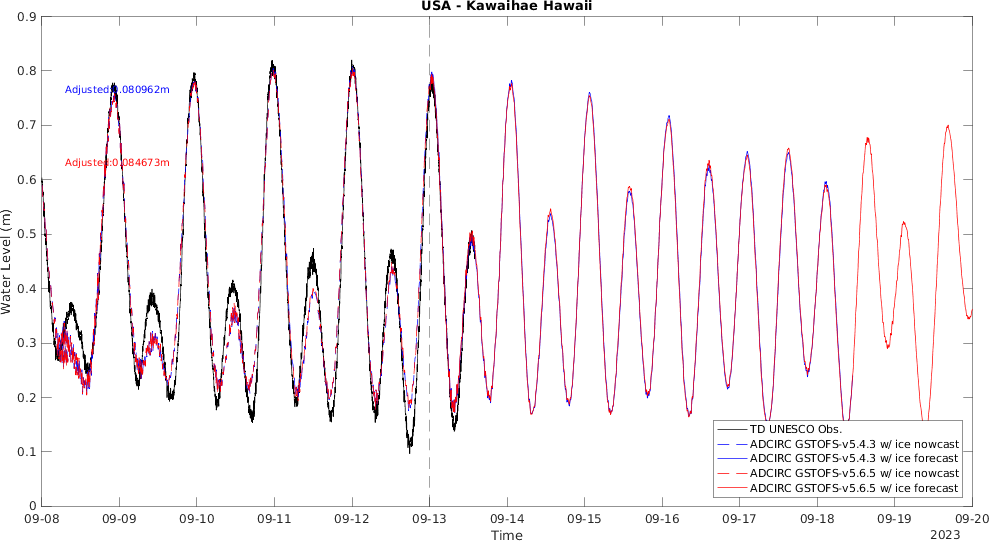 USA - Kawaihae Hawaii
0.9
0.8
0.7
0.6
0.5
0.4
0.3
0.2
0.1
0
Water Level (m)
Adjusted:0.080962m
Adjusted:0.084673m
TD UNESCO Obs.
ADCIRC GSTOFS-v5.4.3 w/ ice nowcast
ADCIRC GSTOFS-v5.4.3 w/ ice forecast
ADCIRC GSTOFS-v5.6.5 w/ ice nowcast
ADCIRC GSTOFS-v5.6.5 w/ ice forecast
09-08 09-09 09-10 09-11 09-12 09-13 09-14 09-15 09-16 09-17 09-18 09-19 09-20
Time
2023